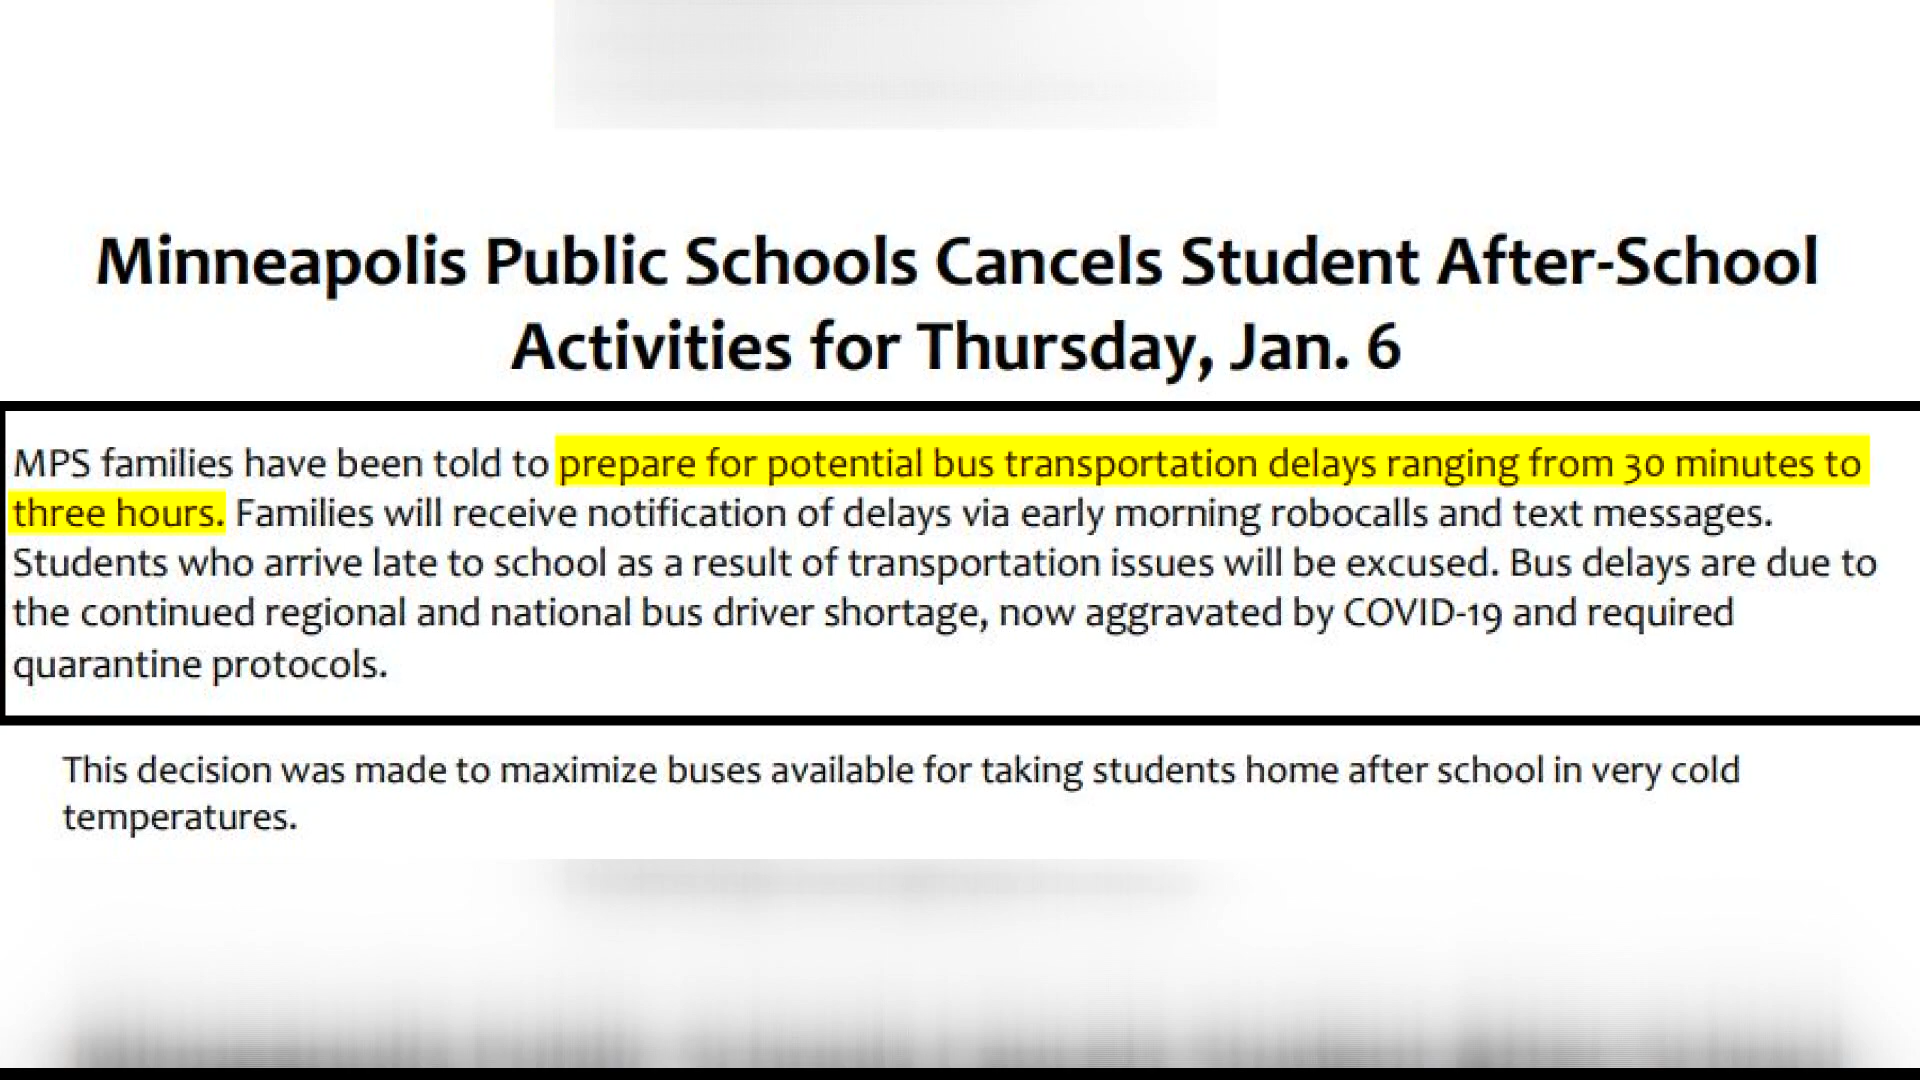 Minneapolis Public Schools Cancels Student After-School
Activities for Thursday, Jan. 6
MPS families have been told to prepare for potential bus transportation delays ranging from 30 minutes to
three hours. Families will receive notification of delays via early morning robocalls and text messages.
Students who arrive late to school as a result of transportation issues will be excused. Bus delays are due to
the continued regional and national bus driver shortage, now aggravated by COVID-19 and required
quarantine protocols.
This decision was made to maximize buses available for taking students home after school in very cold
temperatures.